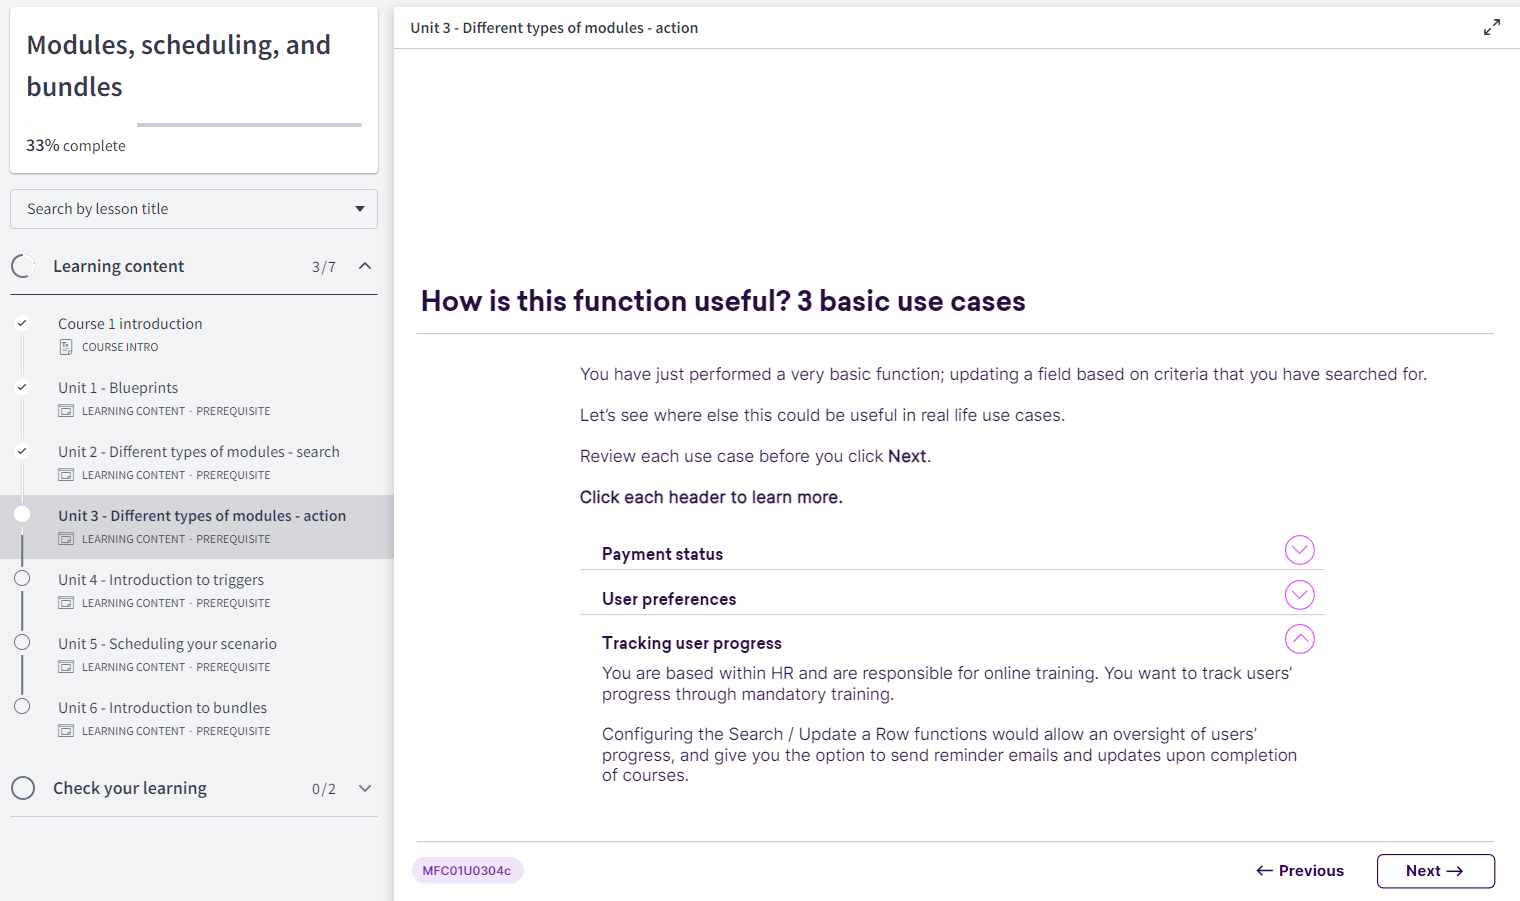 Modules, scheduling, and
bundles
33% complete
Search by lesson title
Learning content 3/7
Course 1 introduction
COURSE INTRO
Unit 1 - Blueprints
LEARNING CONTENT · PREREQUISITE
Unit 2 - Different types of modules - search
LEARNING CONTENT · PREREQUISITE
Unit 3 - Different types of modules - action
LEARNING CONTENT · PREREQUISITE
Unit 4 - Introduction to triggers
LEARNING CONTENT · PREREQUISITE
Unit 5 - Scheduling your scenario
LEARNING CONTENT · PREREQUISITE
Unit 6 - Introduction to bundles
LEARNING CONTENT · PREREQUISITE
Check your learning 0/2
Unit 3 - Different types of modules - action
How is this function useful? 3 basic use cases
You have just performed a very basic function; updating a field based on criteria that you have searched for.
Let’s see where else this could be useful in real life use cases.
Review each use case before you click Next.
Click each header to learn more.
Payment status
User preferences
Tracking user progress
You are based within HR and are responsible for online training. You want to track users’
progress through mandatory training.
Configuring the Search / Update a Row functions would allow an oversight of users’
progress, and give you the option to send reminder emails and updates upon completion
of courses.
MFC01U0304c
← Previous
Next →